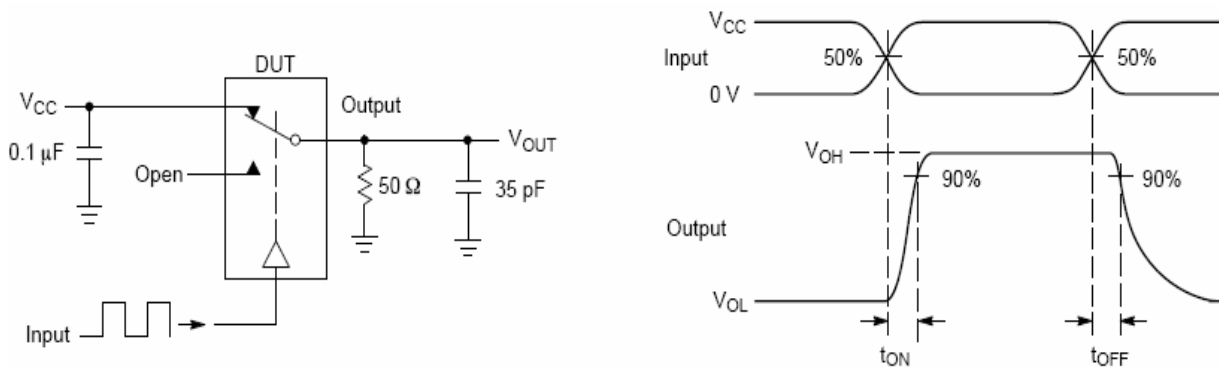 DUT
VCC
Output
VOUT
0.1 µF
Open
50 Ω
35 pF
Input
VCC
Input
50%
50%
0 V
VOH
90%
90%
Output
VOL
tON
tOFF